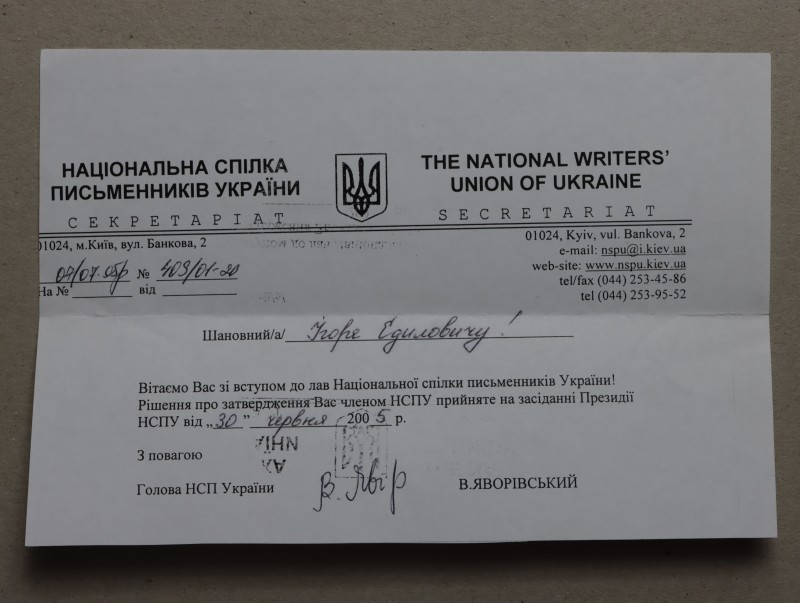 НАЦІОНАЛЬНА СПІЛКА
ПИСЬМЕННИКІВ УКРАЇНИ
СЕКРЕТАРІАТ
01024, м.Київ, вул. Банкова, 2
№ 409/01-20
На № від
THE NATIONAL WRITERS’
UNION OF UKRAINE
SECRETARIAT
01024, Kyiv, vul. Bankova, 2
e-mail: nspu@i.kiev.ua
web-site: www.nspu.kiev.ua
tel/fax (044) 253-45-86
tel (044) 253-95-52
Шановний/а/ Ігоре Едиловичу!
Вітаємо Вас зі вступом до лав Національної спілки письменників України!
Рішення про затвердження Вас членом НСПУ прийняте на засіданні Президії
НСПУ від „30” червня 2005 р.
З повагою
Голова НСП України В. Явір В.ЯВОРІВСЬКИЙ